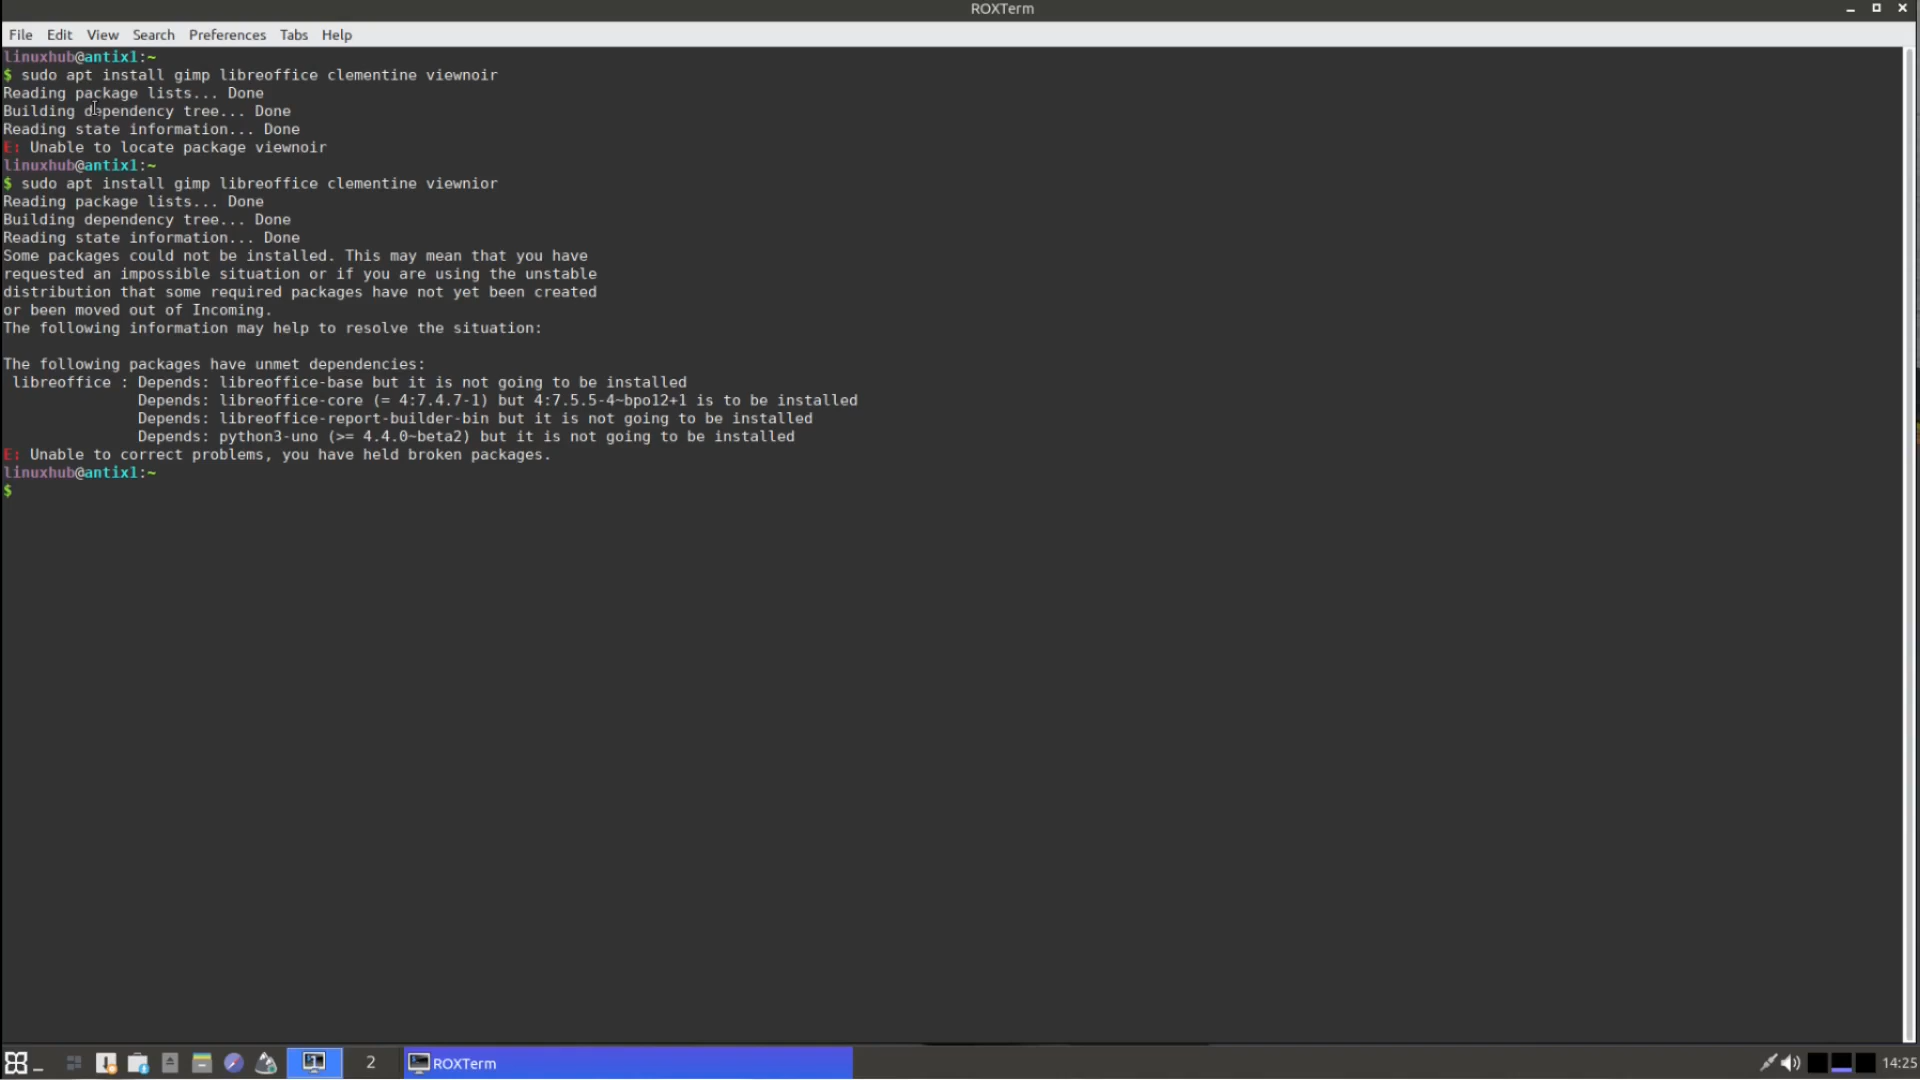 ROXTerm
File Edit View Search Preferences Tabs Help
linuxhub@antix1:~
$ sudo apt install gimp libreoffice clementine viewnoir
Reading package lists... Done
Building dependency tree... Done
Reading state information... Done
E: Unable to locate package viewnoir
linuxhub@antix1:~
$ sudo apt install gimp libreoffice clementine viewnior
Reading package lists... Done
Building dependency tree... Done
Reading state information... Done
Some packages could not be installed. This may mean that you have
requested an impossible situation or if you are using the unstable
distribution that some required packages have not yet been created
or been moved out of Incoming.
The following information may help to resolve the situation:
The following packages have unmet dependencies:
libreoffice : Depends: libreoffice-base but it is not going to be installed
Depends: libreoffice-core (= 4:7.4.7-1) but 4:7.5.5-4~bpo12+1 is to be installed
Depends: libreoffice-report-builder-bin but it is not going to be installed
Depends: python3-uno (>= 4.4.0~beta2) but it is not going to be installed
E: Unable to correct problems, you have held broken packages.
linuxhub@antix1:~
$
1 2 ROXTerm 14:25